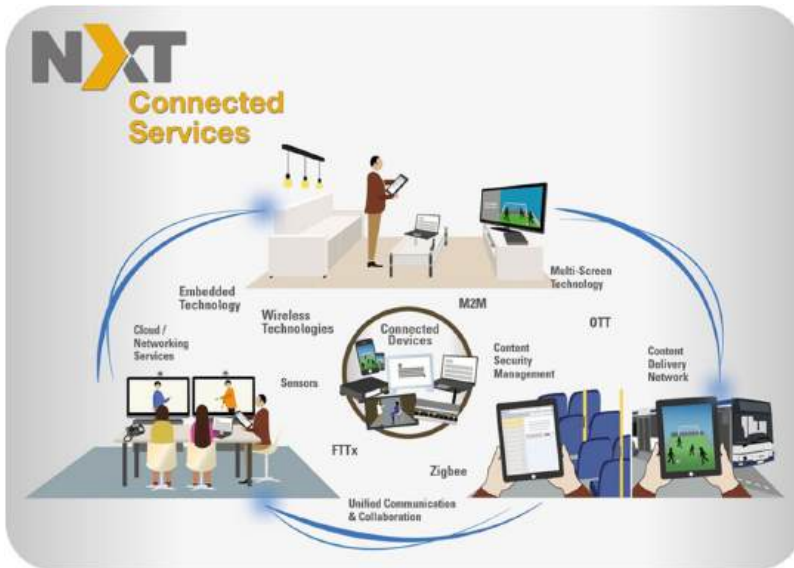 NXT
Connected
Services
Embedded
Technology
Wireless
Technologies
M2M
Multi-Screen
Technology
OTT
Cloud /
Networking
Services
Connected
Devices
Content
Security
Management
Content
Delivery
Network
Sensors
FTTx
Zigbee
Unified Communication
& Collaboration